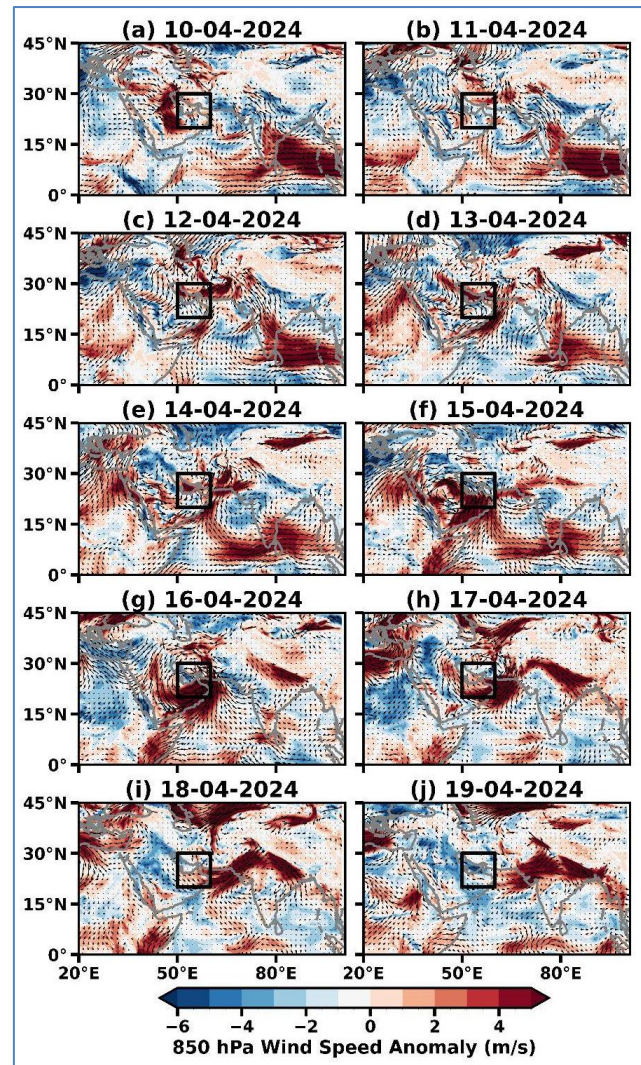 (a) 10-04-2024 (b) 11-04-2024
45°N
30°N
15°N
0°
(c) 12-04-2024 (d) 13-04-2024
45°N
30°N
15°N
0°
(e) 14-04-2024 (f) 15-04-2024
45°N
30°N
15°N
0°
(g) 16-04-2024 (h) 17-04-2024
45°N
30°N
15°N
0°
(i) 18-04-2024 (j) 19-04-2024
45°N
30°N
15°N
0°
20°E 50°E 80°E 20°E 50°E 80°E
−6 −4 −2 0 2 4
850 hPa Wind Speed Anomaly (m/s)